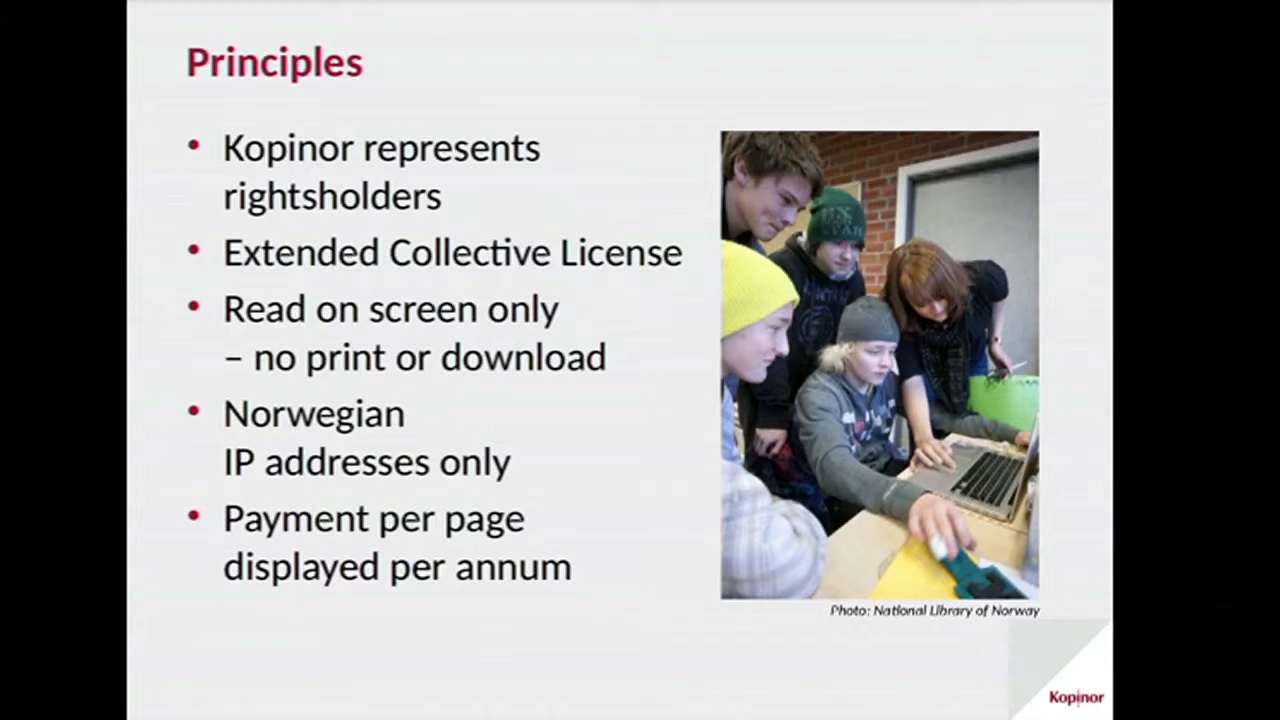 Principles
• Kopinor represents
rightsholders
• Extended Collective License
• Read on screen only
– no print or download
• Norwegian
IP addresses only
• Payment per page
displayed per annum
Photo: National Library of Norway
Kopinor